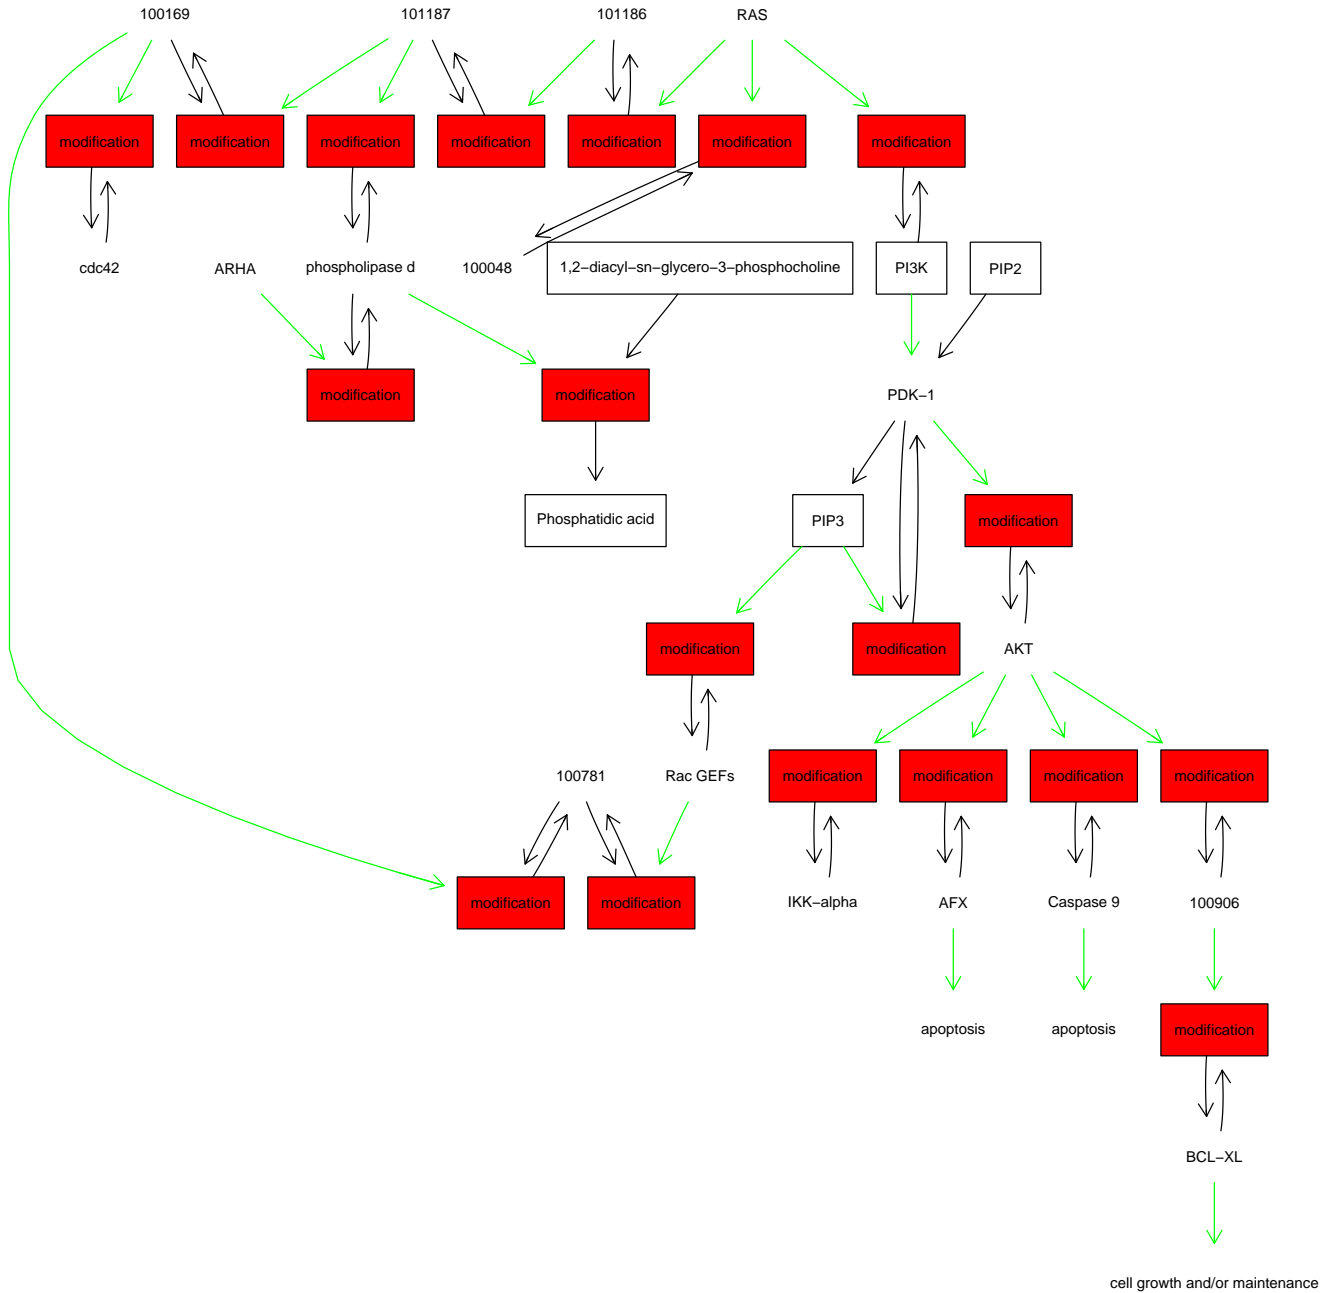 100169
101187
101186
RAS
modification
modification
modification
modification
modification
modification
modification
cdc42
ARHA
phospholipase d
100048
1,2−diacyl−sn−glycero−3−phosphocholine
PI3K
PIP2
modification
modification
PDK−1
Phosphatidic acid
PIP3
modification
modification
modification
AKT
100781
Rac GEFs
modification
modification
modification
modification
modification
modification
IKK−alpha
AFX
Caspase 9
100906
apoptosis
apoptosis
modification
BCL−XL
cell growth and/or maintenance